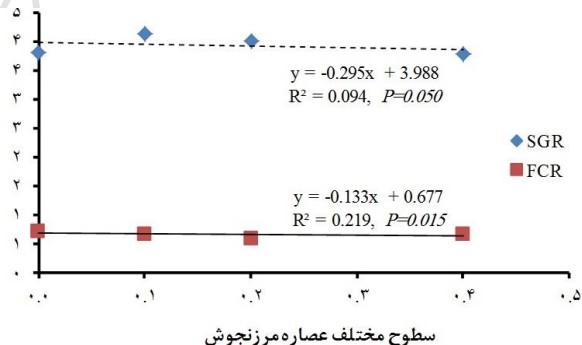 ۵
۴
۴
y = -0.295x + 3.988
R² = 0.094, P=0.050
۳
۳
SGR
FCR
۲
۲
y = -0.133x + 0.677
R² = 0.219, P=0.015
۱
۱
۰
۰.۰ ۰.۱ ۰.۲ ۰.۳ ۰.۴ ۰.۵
سطوح مختلف عصاره مرزنجوش